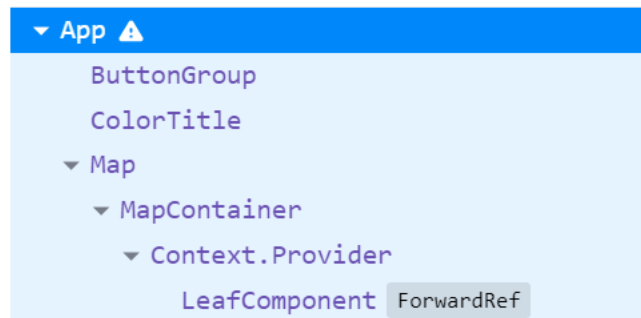 App
ButtonGroup
ColorTitle
Map
MapContainer
Context.Provider
LeafComponent ForwardRef